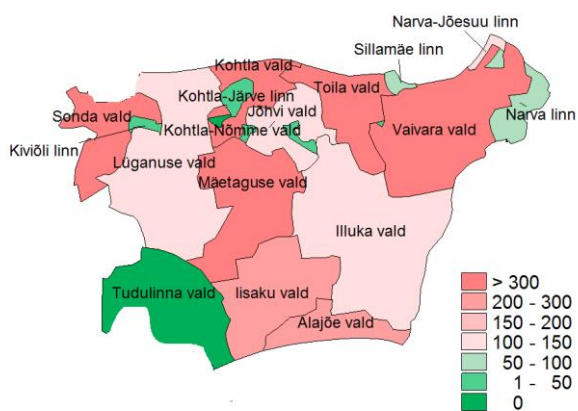 Narva-Jõesuu linn
Sillamäe linn
Kohtla vald
Toila vald
Kohtla-Järve linn
Sonda vald
Jõhvi vald
Narva linn
Kohtla-Nõmme vald
Vaivara vald
Kiviõli linn
Lüganuse vald
Mäetaguse vald
Illuka vald
Tudulinna vald
Iisaku vald
Alajõe vald
> 300
200 - 300
150 - 200
100 - 150
50 - 100
1 - 50
0